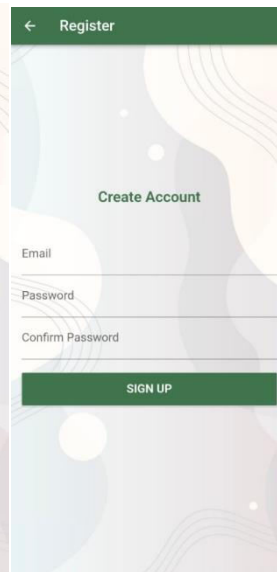 Register
Create Account
Email
Password
Confirm Password
SIGN UP